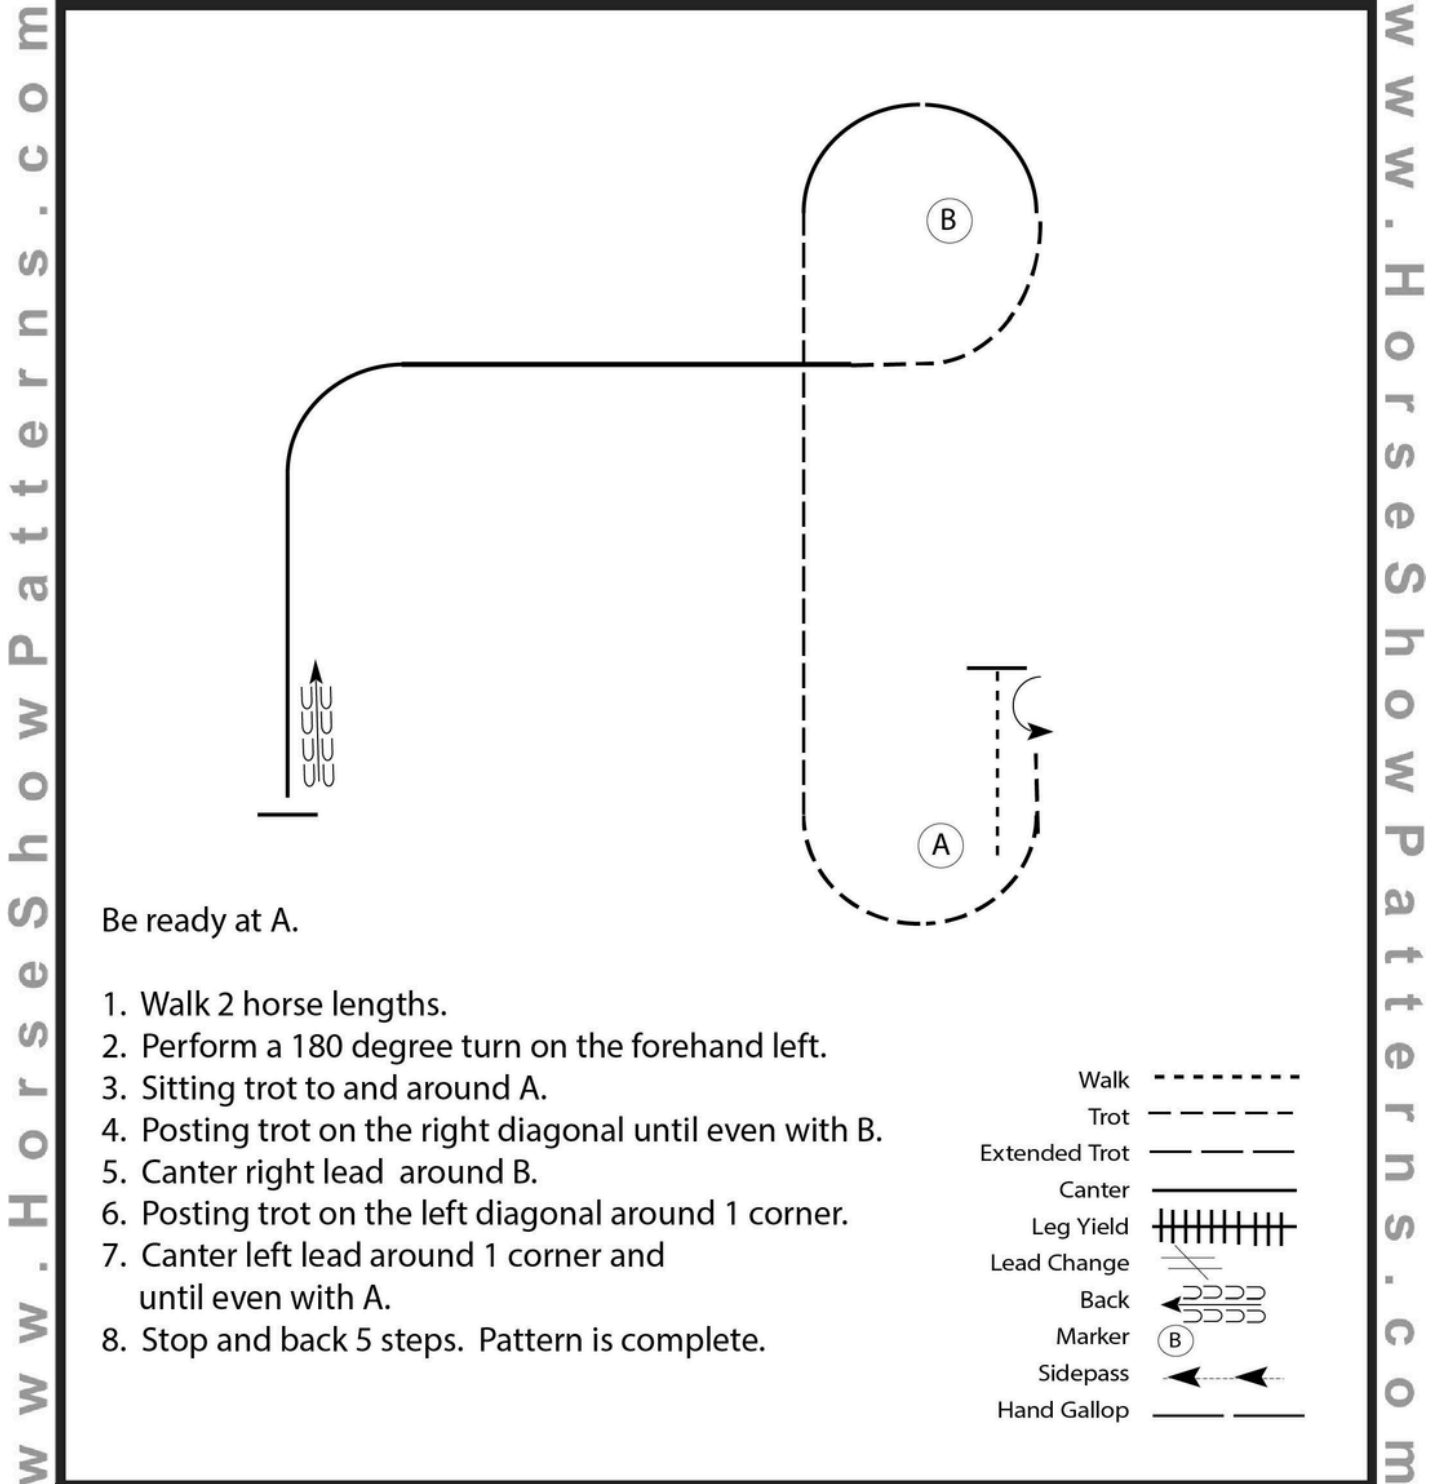 www.HorseShowPatterns.com
B
A
Be ready at A.
1. Walk 2 horse lengths.
2. Perform a 180 degree turn on the forehand left.
3. Sitting trot to and around A.
4. Posting trot on the right diagonal until even with B.
5. Canter right lead around B.
6. Posting trot on the left diagonal around 1 corner.
7. Canter left lead around 1 corner and
until even with A.
8. Stop and back 5 steps. Pattern is complete.
Walk
Trot
Extended Trot
Canter
Leg Yield
Lead Change
Back
Marker B
Sidepass
Hand Gallop
www.HorseShowPatterns.com